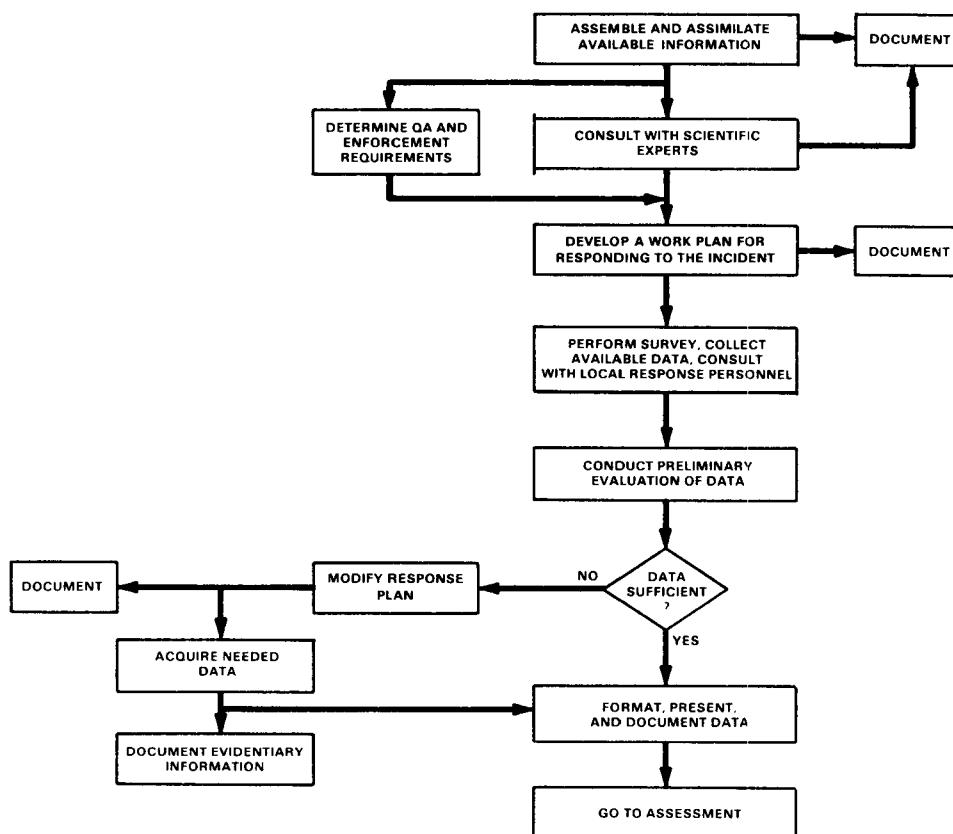 ASSEMBLE AND ASSIMILATE
AVAILABLE INFORMATION
DOCUMENT
DETERMINE QA AND
ENFORCEMENT
REQUIREMENTS
CONSULT WITH SCIENTIFIC
EXPERTS
DEVELOP A WORK PLAN FOR
RESPONDING TO THE INCIDENT
DOCUMENT
PERFORM SURVEY, COLLECT
AVAILABLE DATA, CONSULT
WITH LOCAL RESPONSE PERSONNEL
CONDUCT PRELIMINARY
EVALUATION OF DATA
DOCUMENT
MODIFY RESPONSE
PLAN
NO
DATA
SUFFICIENT
?
YES
ACQUIRE NEEDED
DATA
FORMAT, PRESENT,
AND DOCUMENT DATA
DOCUMENT EVIDENTIARY
INFORMATION
GO TO ASSESSMENT